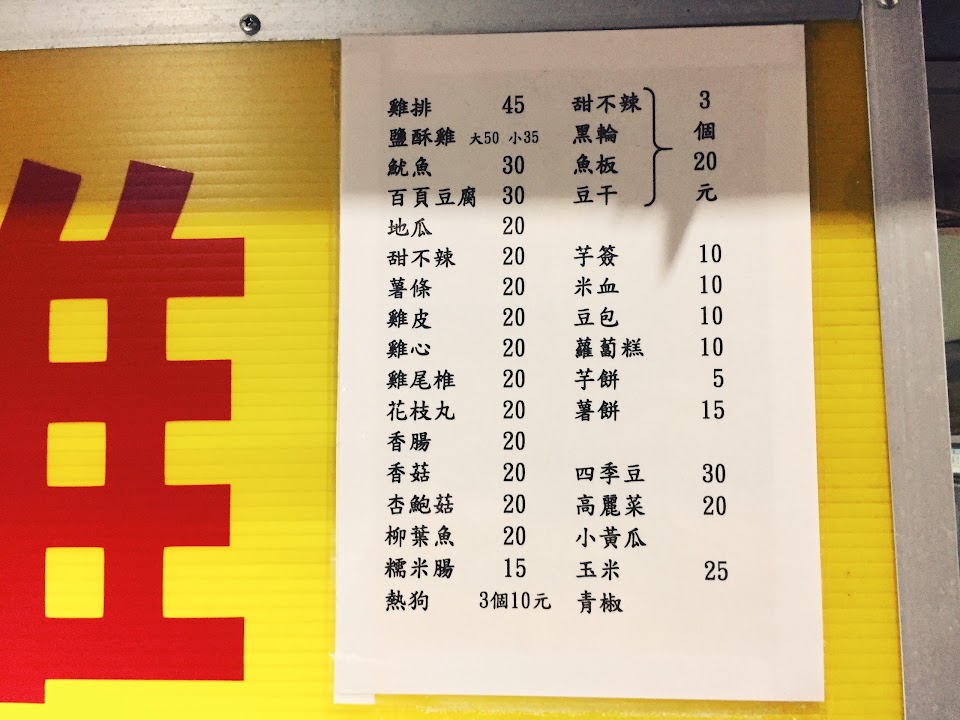 雞排 45
鹽酥雞 大50 小35
魷魚 30
百頁豆腐 30
地瓜 20
甜不辣 20
薯條 20
雞皮 20
雞心 20
雞尾椎 20
花枝丸 20
香腸 20
香菇 20
杏鮑菇 20
柳葉魚 20
糯米腸 15
熱狗 3個10元
甜不辣 3
黑輪 個
魚板 20
豆干 元
芋簽 10
米血 10
豆包 10
蘿蔔糕 10
芋餅 5
薯餅 15
四季豆 30
高麗菜 20
小黃瓜
玉米 25
青椒